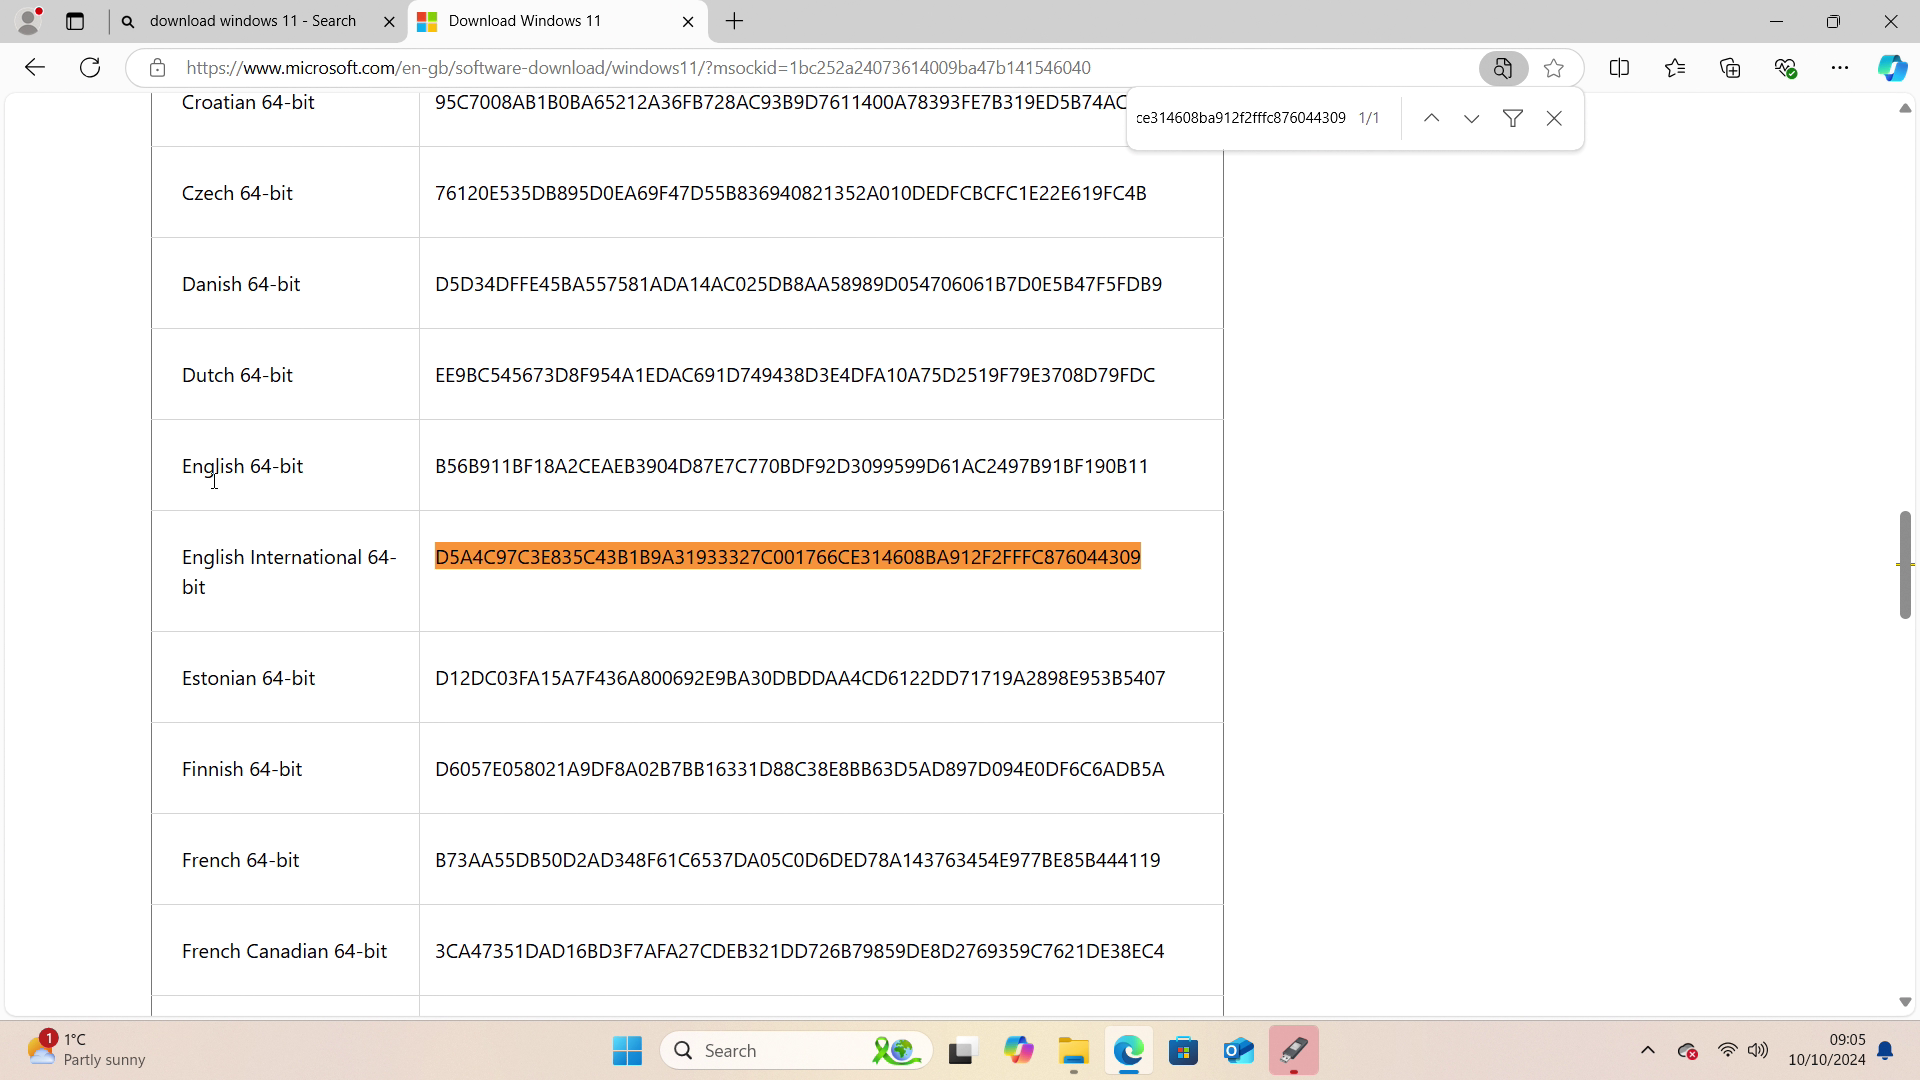 download windows 11 - Search
Download Windows 11
https://www.microsoft.com/en-gb/software-download/windows11/?msockid=1bc252a24073614009ba47b141546040
ce314608ba912f2fffc876044309 1/1
Croatian 64-bit 95C7008AB1B0BA65212A36FB728AC93B9D7611400A78393FE7B319ED5B74AC
Czech 64-bit 76120E535DB895D0EA69F47D55B836940821352A010DEDFCBCFC1E22E619FC4B
Danish 64-bit D5D34DFFE45BA557581ADA14AC025DB8AA58989D054706061B7D0E5B47F5FDB9
Dutch 64-bit EE9BC545673D8F954A1EDAC691D749438D3E4DFA10A75D2519F79E3708D79FDC
English 64-bit B56B911BF18A2CEAEB3904D87E7C770BDF92D3099599D61AC2497B91BF190B11
English International 64- D5A4C97C3E835C43B1B9A31933327C001766CE314608BA912F2FFFC876044309
bit
Estonian 64-bit D12DC03FA15A7F436A800692E9BA30DBDDAA4CD6122DD71719A2898E953B5407
Finnish 64-bit D6057E058021A9DF8A02B7BB16331D88C38E8BB63D5AD897D094E0DF6C6ADB5A
French 64-bit B73AA55DB50D2AD348F61C6537DA05C0D6DED78A143763454E977BE85B444119
French Canadian 64-bit 3CA47351DAD16BD3F7AFA27CDEB321DD726B79859DE8D2769359C7621DE38EC4
1
1°C
Partly sunny
Search
09:05
10/10/2024